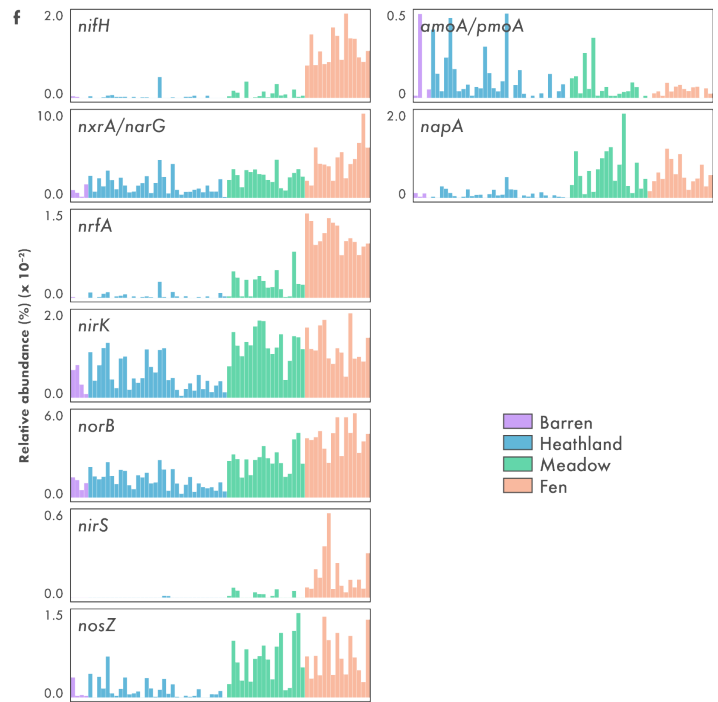 f
Relative abundance (%) (x 10⁻²)
nifH
2.0
0.0
nxrA/narG
10.0
0.0
nrfA
1.5
0.0
nirK
2.0
0.0
norB
6.0
0.0
nirS
0.6
0.0
nosZ
1.5
0.0
amoA/pmoA
0.5
0
napA
2.0
0
Barren
Heathland
Meadow
Fen